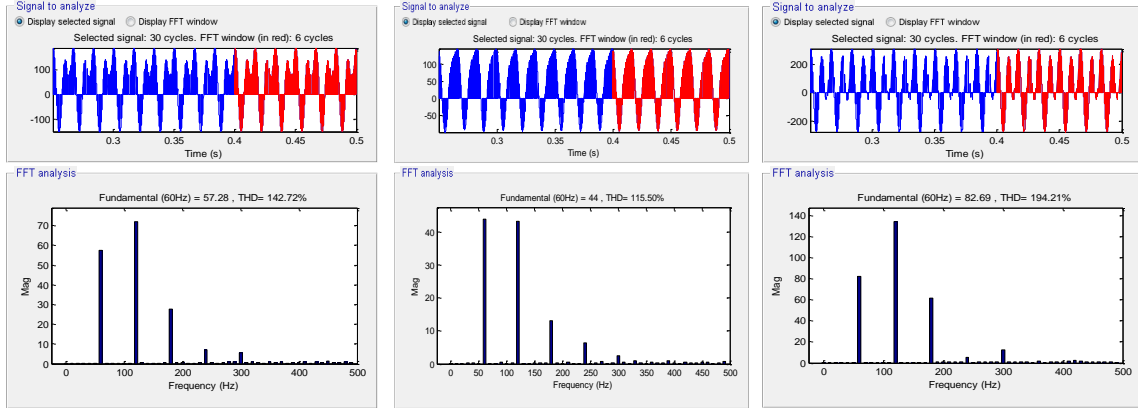 Signal to analyze
Display selected signal Display FFT window
Selected signal: 30 cycles. FFT window (in red): 6 cycles
100
0
-100
0.3 0.35 0.4 0.45 0.5
Time (s)
FFT analysis
Fundamental (60Hz) = 57.28 , THD= 142.72%
70
60
50
40
30
20
10
0
Mag
0 100 200 300 400 500
Frequency (Hz)
Signal to analyze
Display selected signal Display FFT window
Selected signal: 30 cycles. FFT window (in red): 6 cycles
100
50
0
-50
0.3 0.35 0.4 0.45 0.5
Time (s)
FFT analysis
Fundamental (60Hz) = 44 , THD= 115.50%
40
30
20
10
0
Mag
0 50 100 150 200 250 300 350 400 450 500
Frequency (Hz)
Signal to analyze
Display selected signal Display FFT window
Selected signal: 30 cycles. FFT window (in red): 6 cycles
200
0
-200
0.3 0.35 0.4 0.45 0.5
Time (s)
FFT analysis
Fundamental (60Hz) = 82.69 , THD= 194.21%
140
120
100
80
60
40
20
0
Mag
0 100 200 300 400 500
Frequency (Hz)